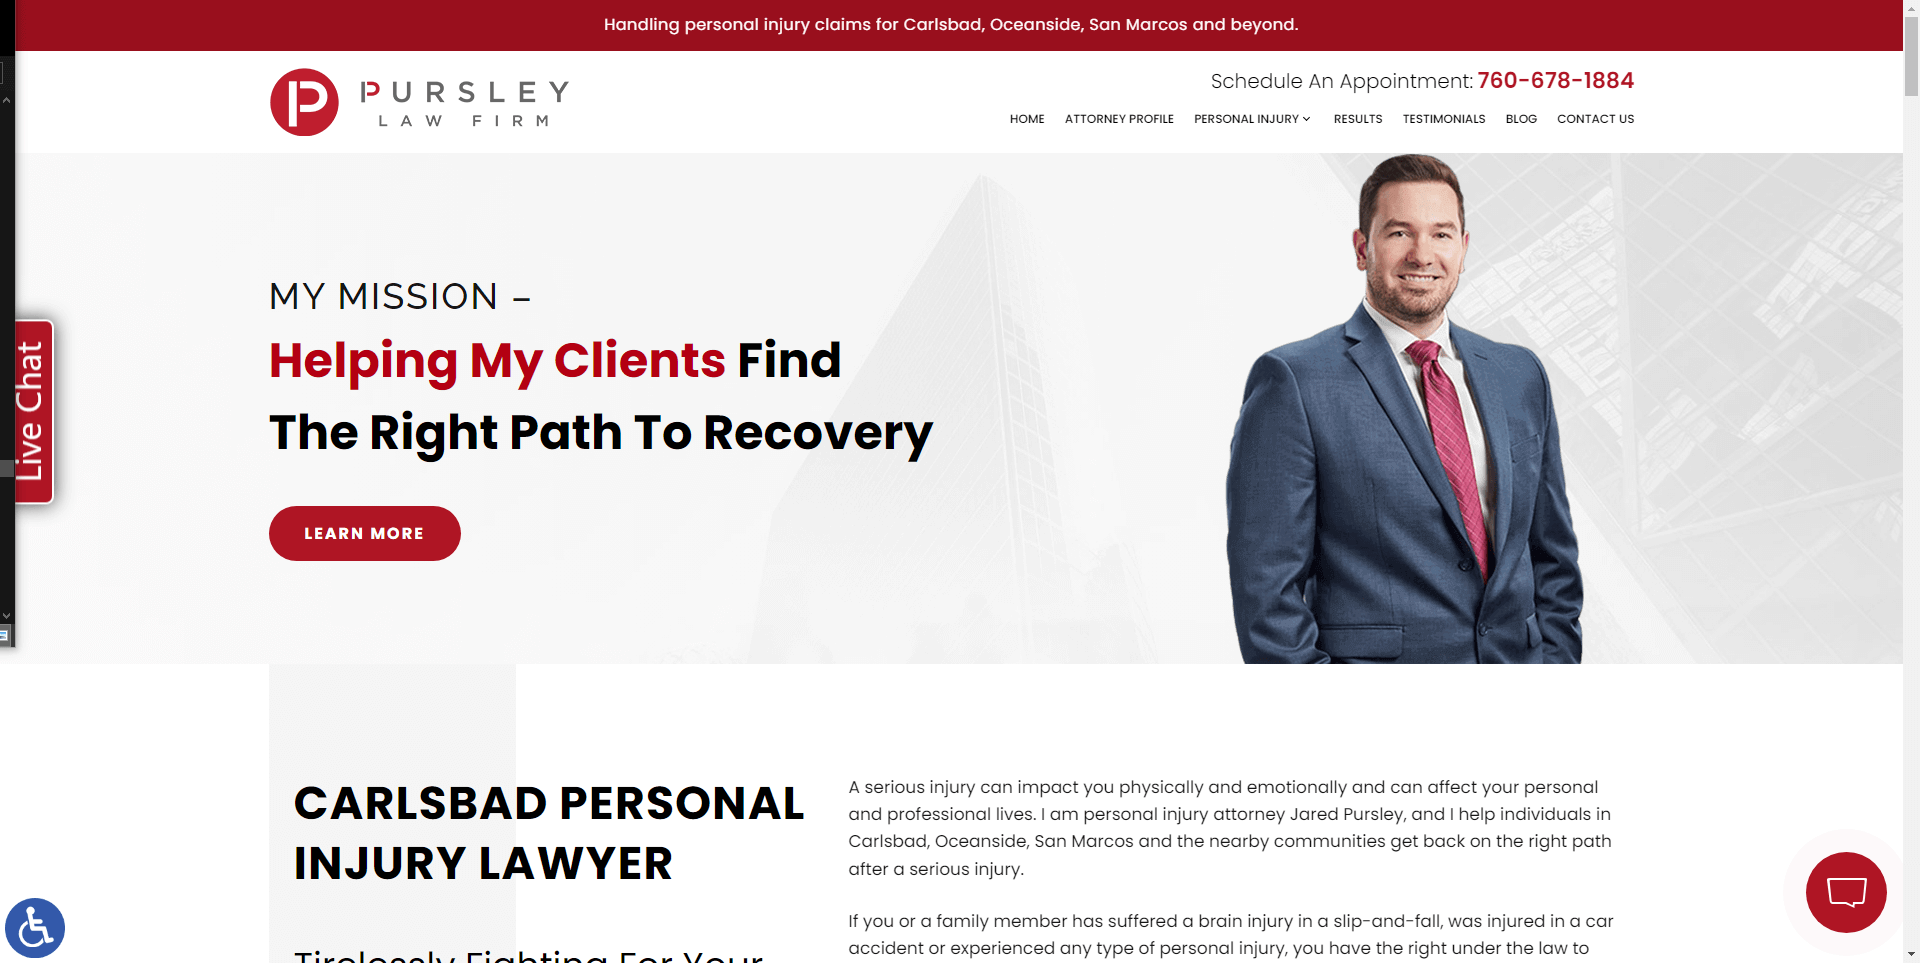 Handling personal injury claims for Carlsbad, Oceanside, San Marcos and beyond.
PURSLEY
LAW FIRM
Schedule An Appointment: 760-678-1884
HOME ATTORNEY PROFILE PERSONAL INJURY RESULTS TESTIMONIALS BLOG CONTACT US
MY MISSION –
Helping My Clients Find
The Right Path To Recovery
LEARN MORE
Live Chat
CARLSBAD PERSONAL
INJURY LAWYER
Tirelessly Fighting For Your
A serious injury can impact you physically and emotionally and can affect your personal
and professional lives. I am personal injury attorney Jared Pursley, and I help individuals in
Carlsbad, Oceanside, San Marcos and the nearby communities get back on the right path
after a serious injury.
If you or a family member has suffered a brain injury in a slip-and-fall, was injured in a car
accident or experienced any type of personal injury, you have the right under the law to